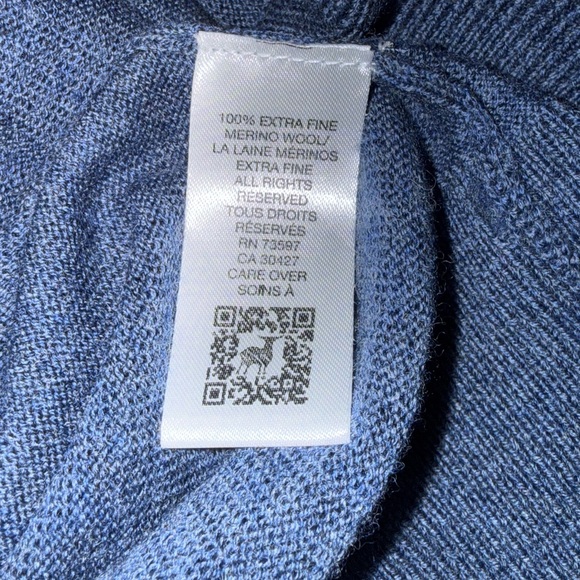 100% EXTRA FINE
MERINO WOOL/
LA LAINE MÉRINOS
EXTRA FINE
ALL RIGHTS
RESERVED
TOUS DROITS
RÉSERVÉS
RN 73597
CA 30427
CARE OVER
SOINS À